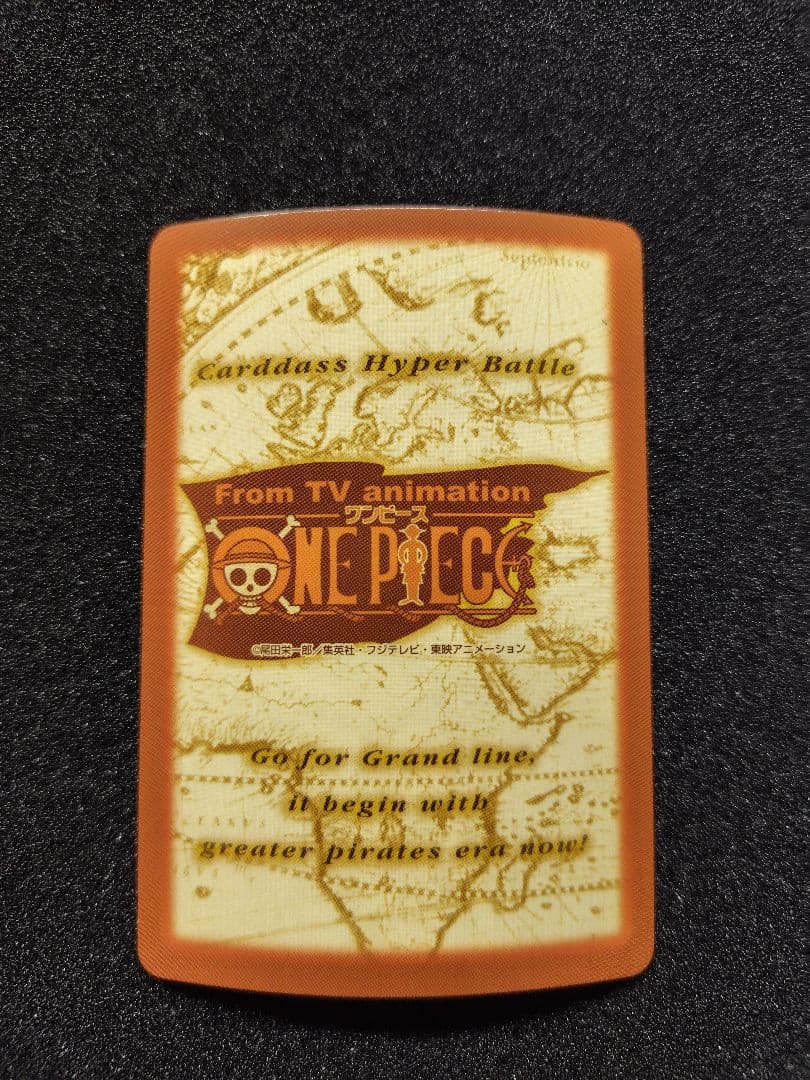 Septentrio
Carddass Hyper Battle
From TV animation
ワンピース
ONE PIECE
©尾田栄一郎／集英社・フジテレビ・東映アニメーション
Go for Grand line,
it begin with
greater pirates era now!